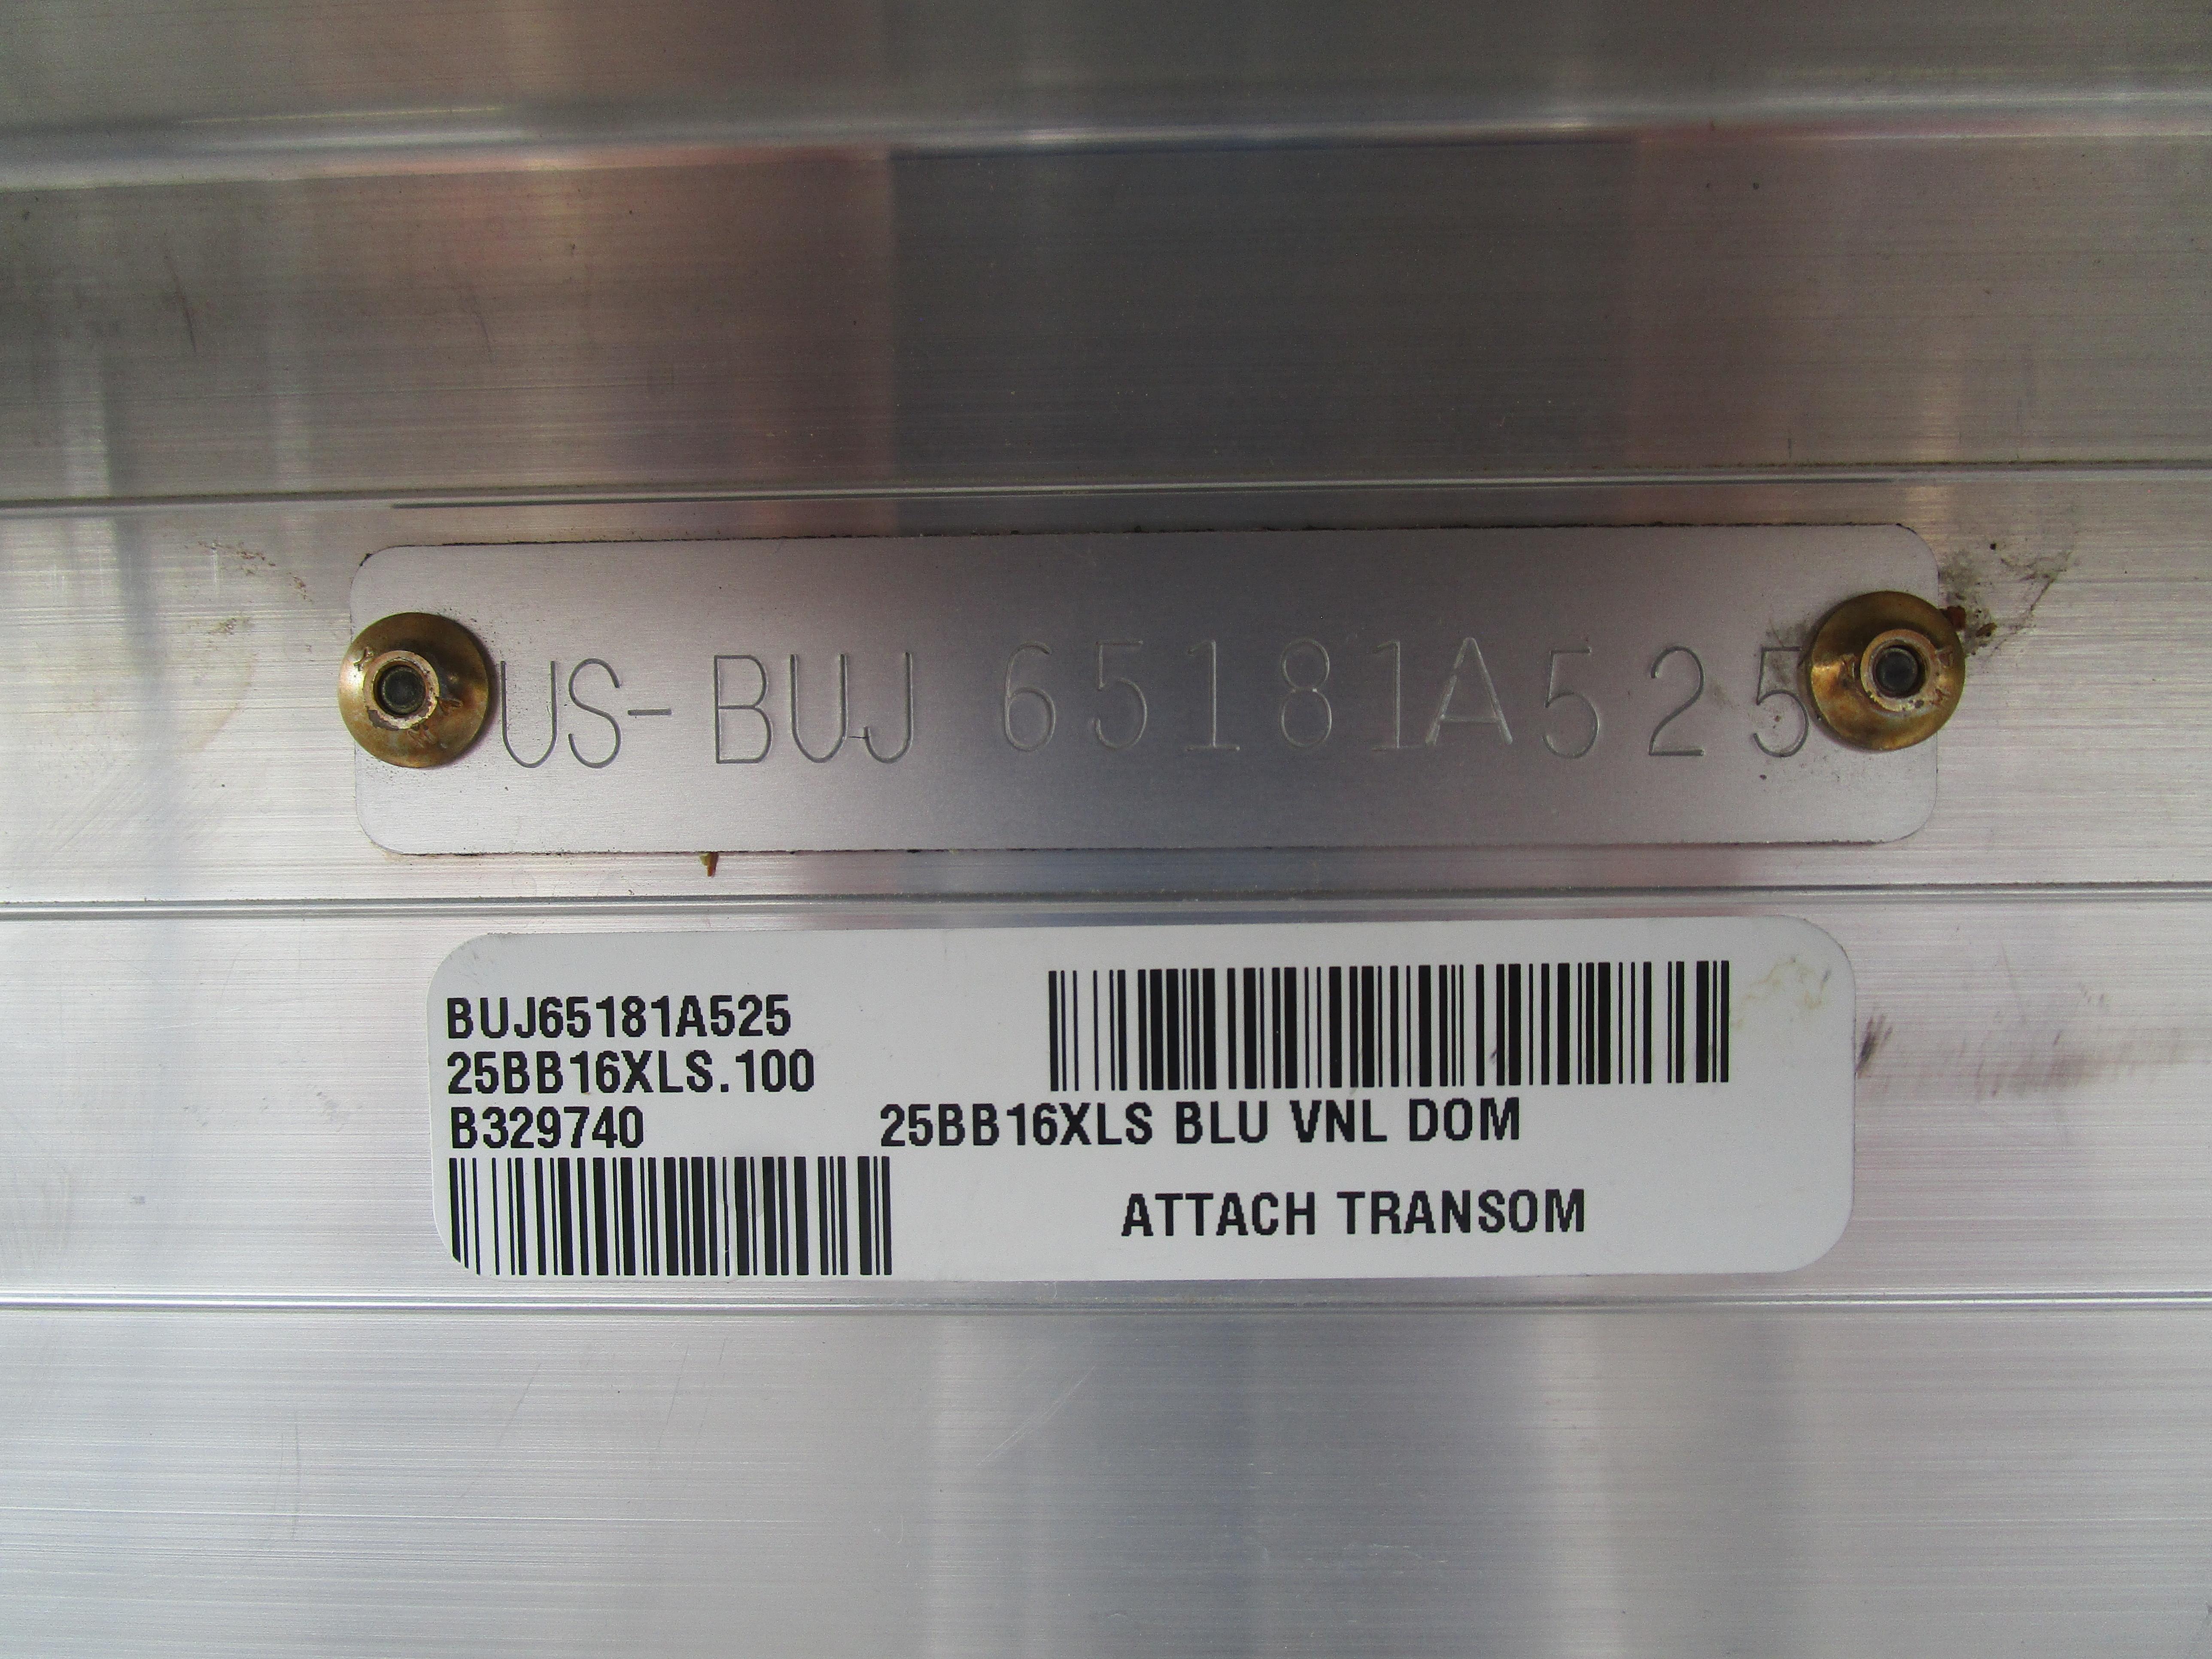 US-BUJ 65181A525
BUJ65181A525
25BB16XLS.100
B329740
25BB16XLS BLU VNL DOM
ATTACH TRANSOM